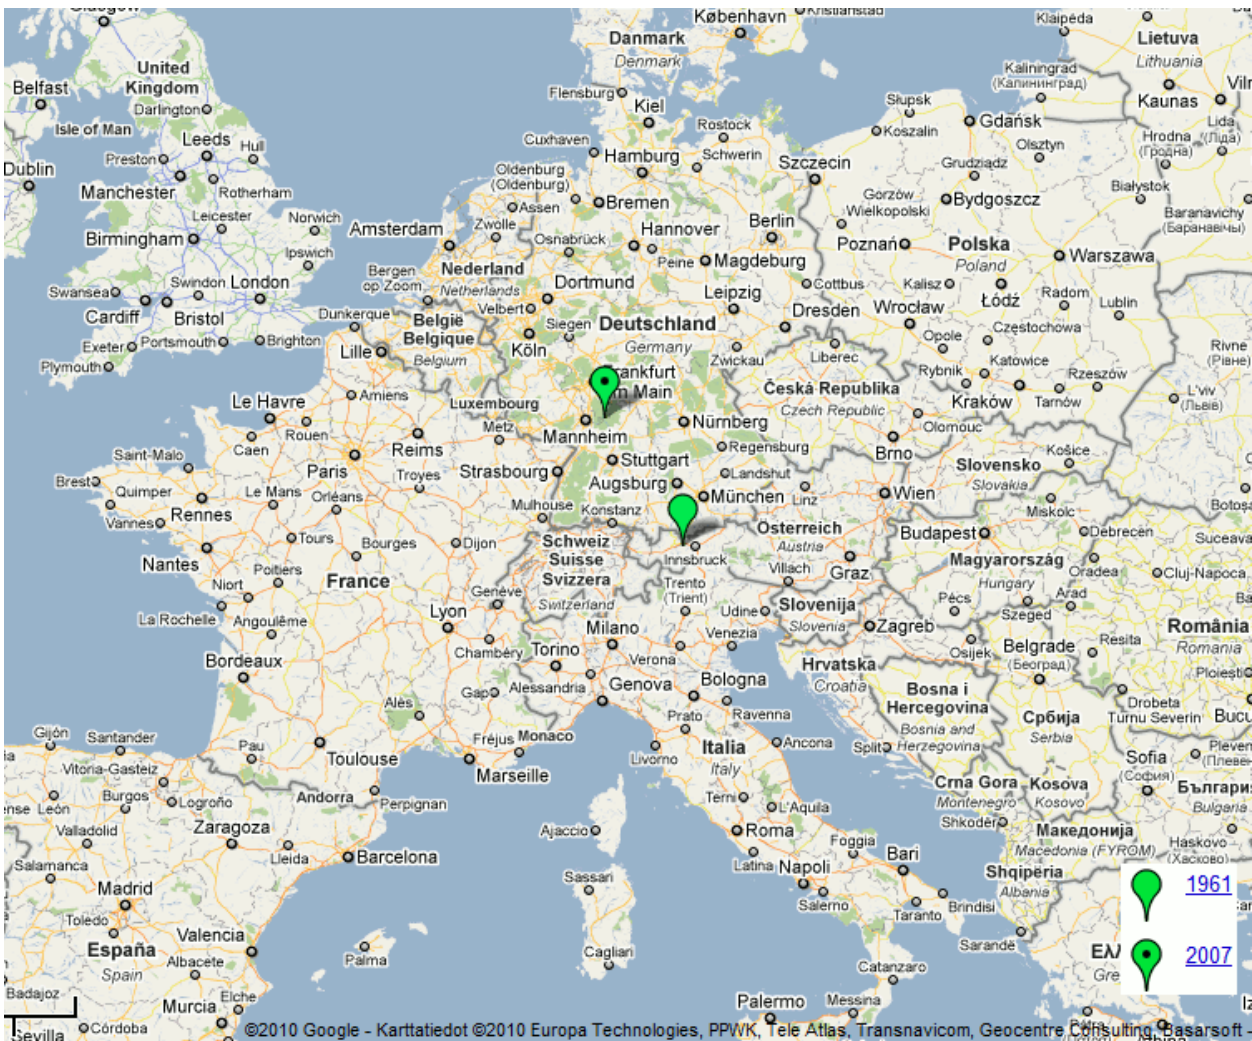 Glasgow
København
Kristianstad
Klaipėda
Danmark
Denmark
Lietuva
Lithuania
United
Kingdom
Belfast
Darlington
Flensburg
Kiel
Kaliningrad
(Калининград)
Kaunas
Słupsk
Gdańsk
Koszalin
Isle of Man
Leeds
Hull
Cuxhaven
Rostock
Hamburg
Schwerin
Szczecin
Olsztyn
Hrodna
(Гродна)
Lida
(Ліда)
Dublin
Preston
Manchester
Rotherham
Oldenburg
(Oldenburg)
Grudziądz
Białystok
Assen
Bremen
Gorzów
Wielkopolski
Bydgoszcz
Baranavichy
(Баранавічы)
Leicester
Norwich
Birmingham
Amsterdam
Zwolle
Hannover
Berlin
Osnabrück
Peine
Magdeburg
Poznań
Polska
Poland
Warszawa
Ipswich
Nederland
Netherlands
Bergen
op Zoom
Swansea
Swindon
London
Dortmund
Cottbus
Kalisz
Łódź
Radom
Lublin
Cardiff
Bristol
Dunkerque
België
Belgique
Belgium
Velbert
Siegen
Deutschland
Germany
Leipzig
Dresden
Wrocław
Częstochowa
Exeter
Portsmouth
Brighton
Lille
Köln
Zwickau
Liberec
Opole
Katowice
Rivne
(Рівне)
Plymouth
Rybnik
Rzeszów
Česká Republika
Czech Republic
Kraków
Tarnów
L'viv
(Львів)
Le Havre
Amiens
Luxembourg
Rouen
Caen
Reims
Metz
Mannheim
Nürnberg
Olomouc
Brno
Saint-Malo
Paris
Strasbourg
Stuttgart
Regensburg
Slovensko
Slovakia
Košice
Brest
Quimper
Le Mans
Orléans
Troyes
Augsburg
Landshut
München
Linz
Wien
Miskolc
Vannes
Rennes
Mulhouse
Konstanz
Österreich
Austria
Budapest
Debrecen
Suceava
Tours
Bourges
Dijon
Schweiz
Suisse
Svizzera
Switzerland
Innsbruck
Nantes
Poitiers
France
Genève
Trento
(Trient)
Villach
Graz
Magyarország
Hungary
Oradea
Cluj-Napoca
Niort
La Rochelle
Angoulême
Lyon
Chambéry
Milano
Udine
Slovenija
Slovenia
Zagreb
Pécs
Szeged
Arad
România
Romania
Bordeaux
Torino
Verona
Venezia
Hrvatska
Croatia
Osijek
Belgrade
(Београд)
Resita
Ploiești
Gap
Alessandria
Genova
Bologna
Ravenna
Bosna i
Hercegovina
Bosnia and
Herzegovina
Alès
Prato
Србија
Serbia
Drobeta
Turnu Severin
Gijón
Santander
Pau
Toulouse
Fréjus
Monaco
Marseille
Livorno
Italia
Italy
Ancona
Split
Sofia
(София)
Vitoria-Gasteiz
Burgos
Logroño
Andorra
Perpignan
Terni
L'Aquila
Crna Gora
Montenegro
Kosova
Kosovo
Bulgaria
León
Valladolid
Zaragoza
Lleida
Barcelona
Ajaccio
Roma
Latina
Foggia
Shkodër
Македонија
Macedonia (FYROM)
Haskovo
(Хасково)
Salamanca
Sassari
Napoli
Bari
Shqipëria
Albania
1961
Madrid
Salerno
Taranto
Brindisi
Toledo
España
Spain
Valencia
Albacete
Palma
Cagliari
Sarandë
2007
Catanzaro
Badajoz
Murcia
Elche
Palermo
Messina
Sevilla
Córdoba
©2010 Google - Karttatiedot ©2010 Europa Technologies, PPWK, Tele Atlas, Transnavicom, Geocentre Consulting, Basarsoft -